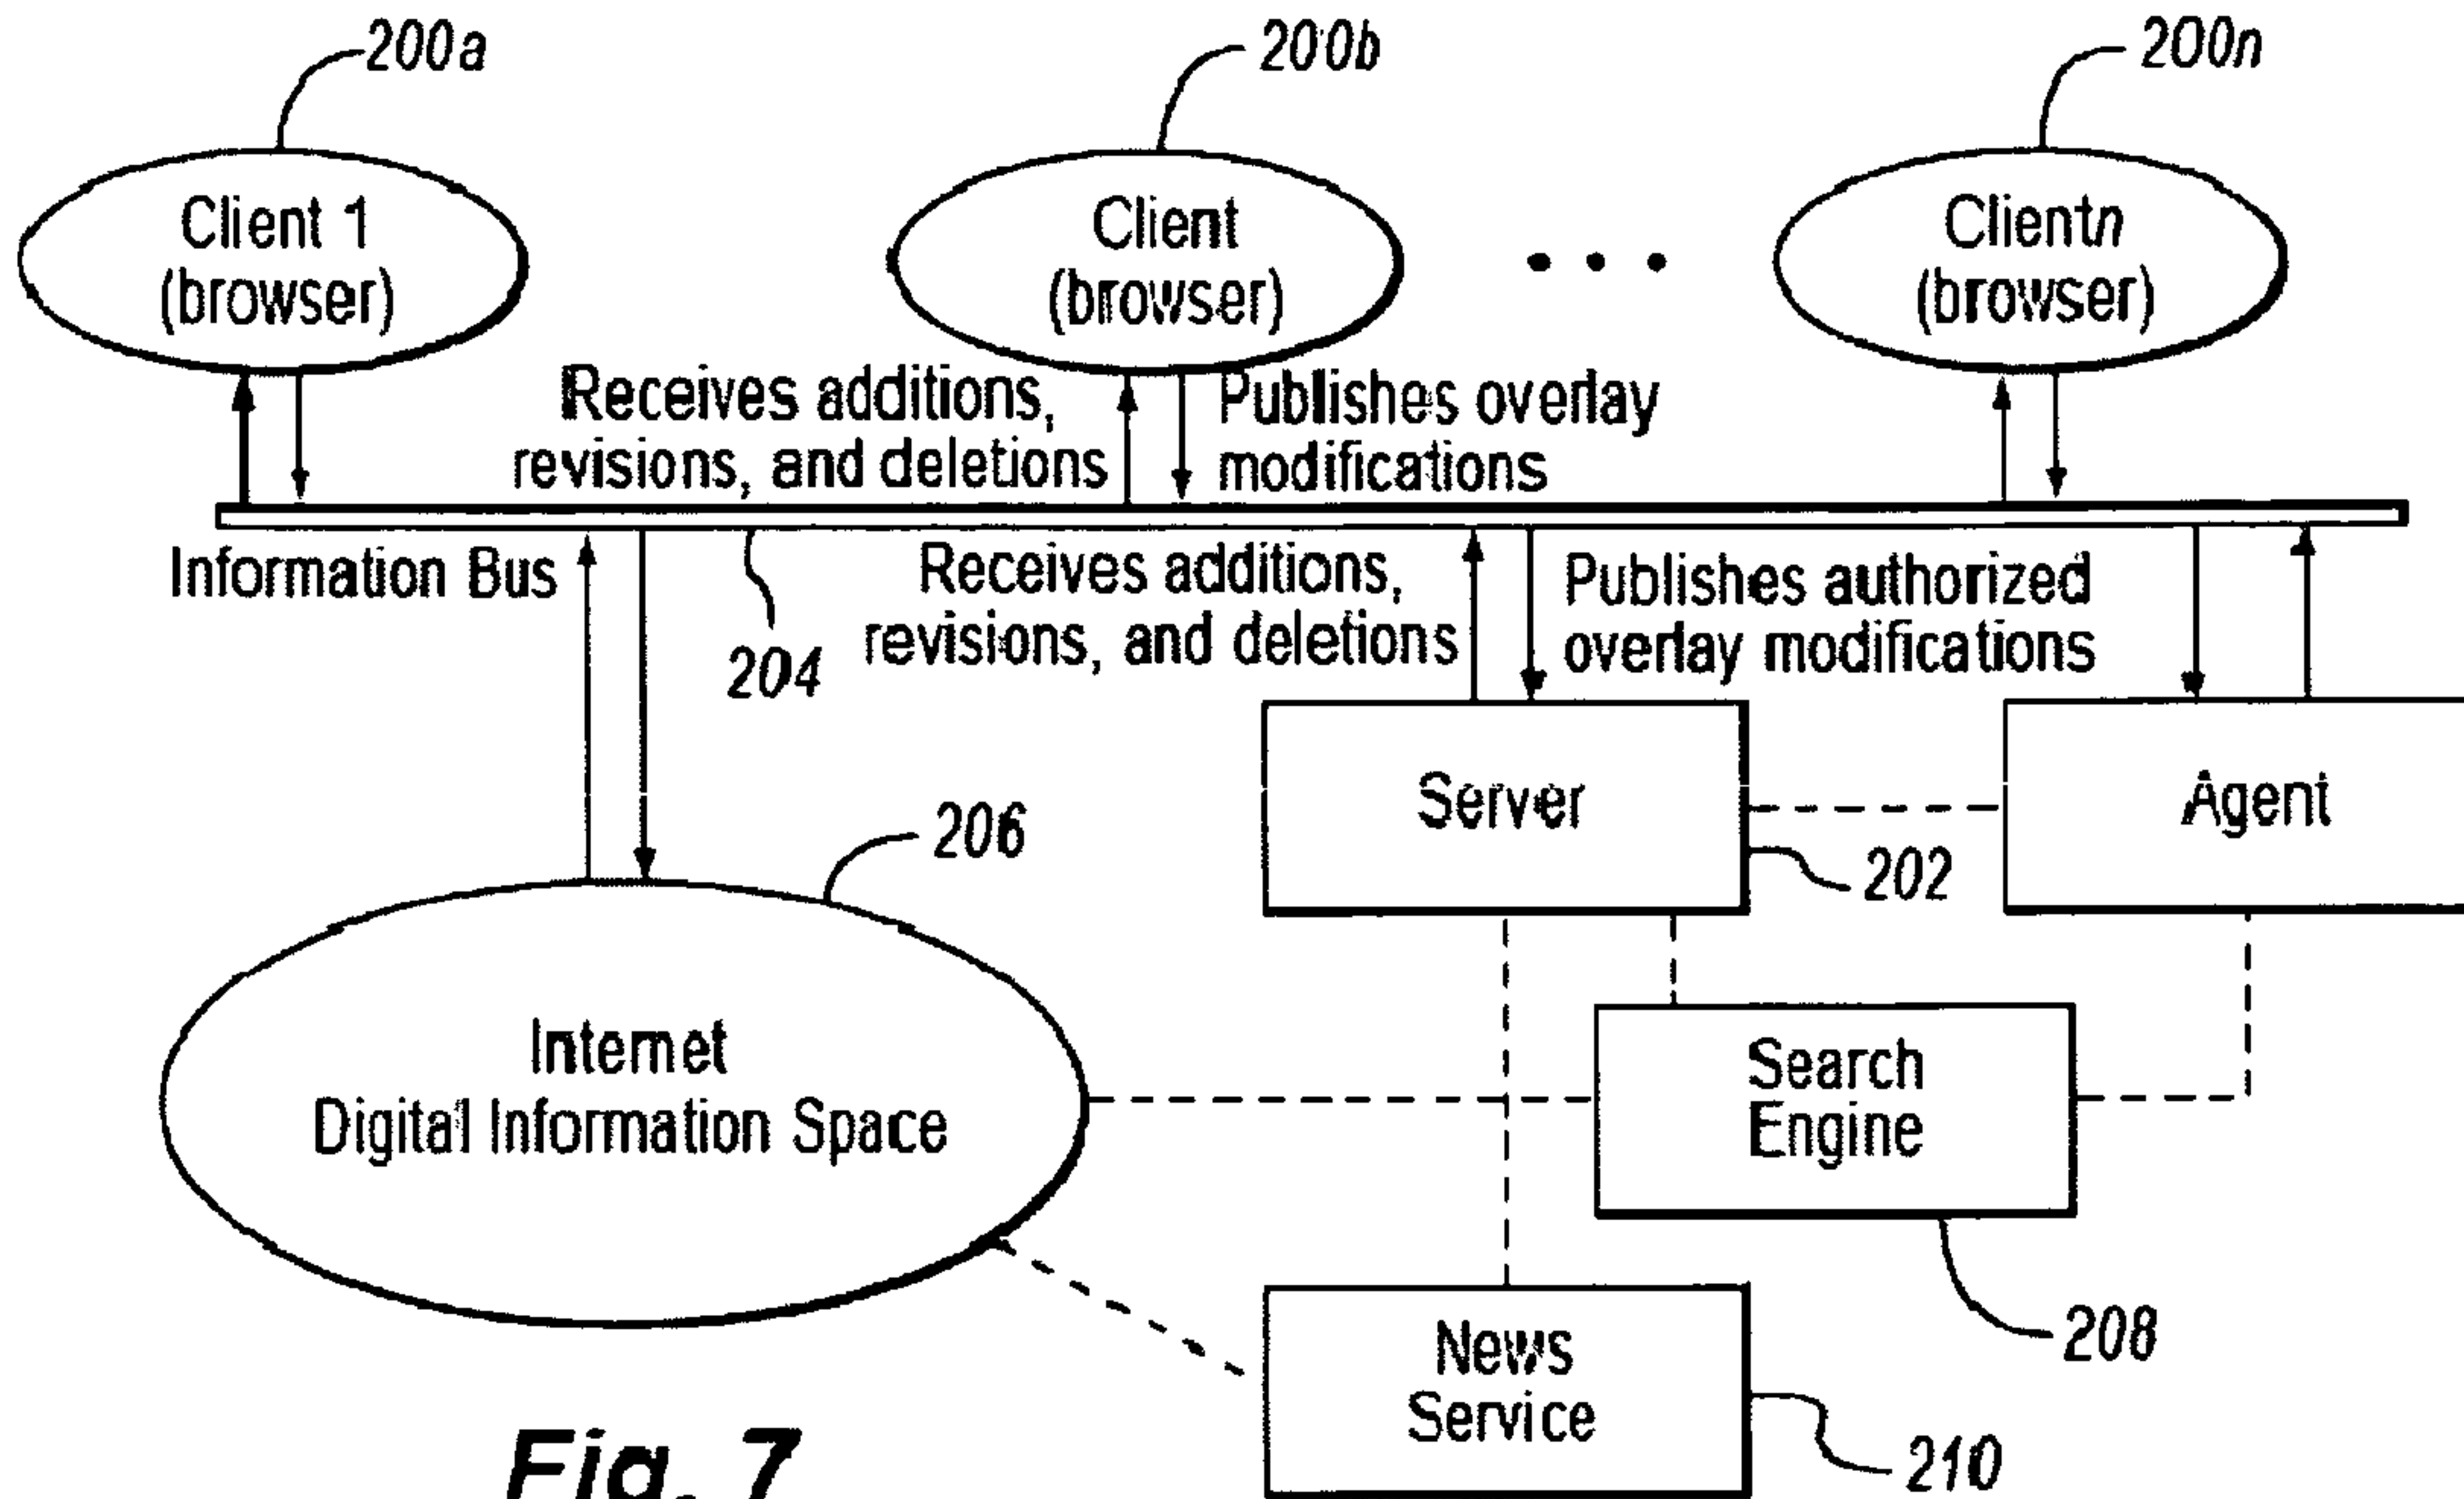 200a
200b
200n
Client 1
(browser)
Client
(browser)
Clientn
(browser)
Receives additions,
revisions, and deletions
Publishes overlay
modifications
Information Bus
204
Receives additions,
revisions, and deletions
Publishes authorized
overlay modifications
Server
202
Agent
206
Internet
Digital Information Space
Search
Engine
208
News
Service
210
Fig. 7